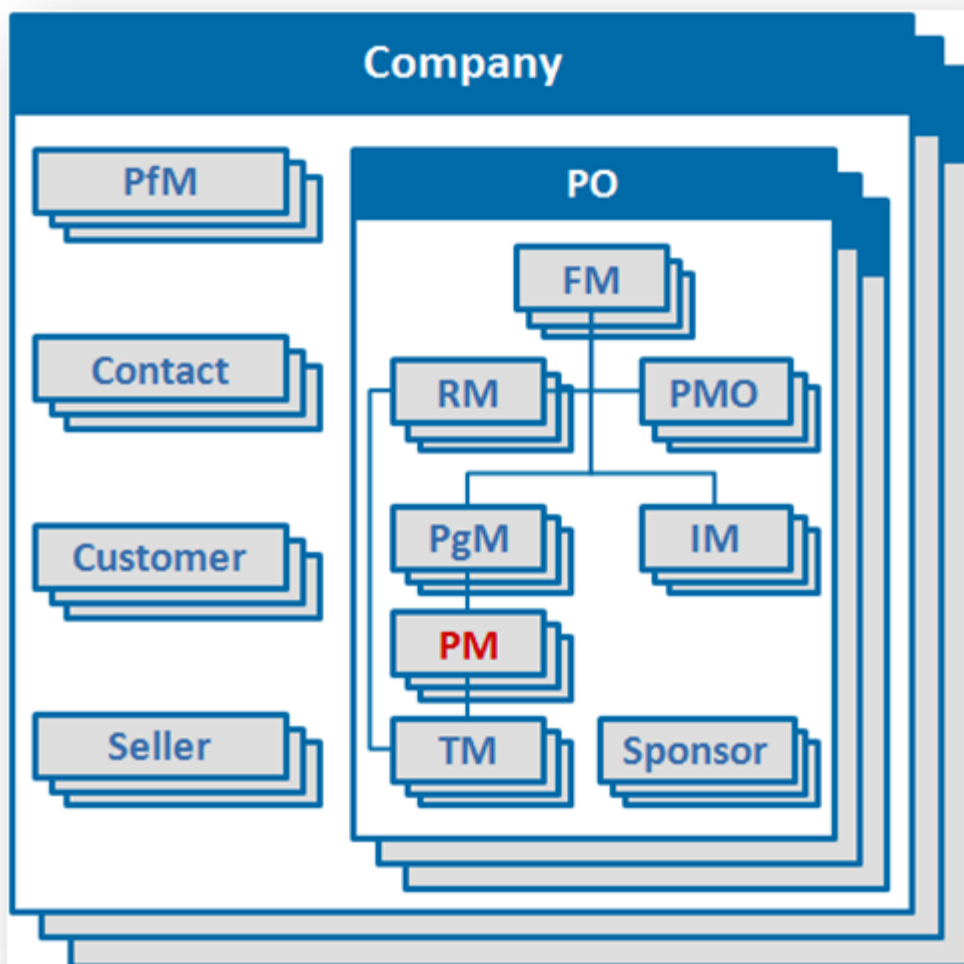 Company
PfM
Contact
Customer
Seller
PO
FM
RM
PMO
PgM
IM
PM
TM
Sponsor